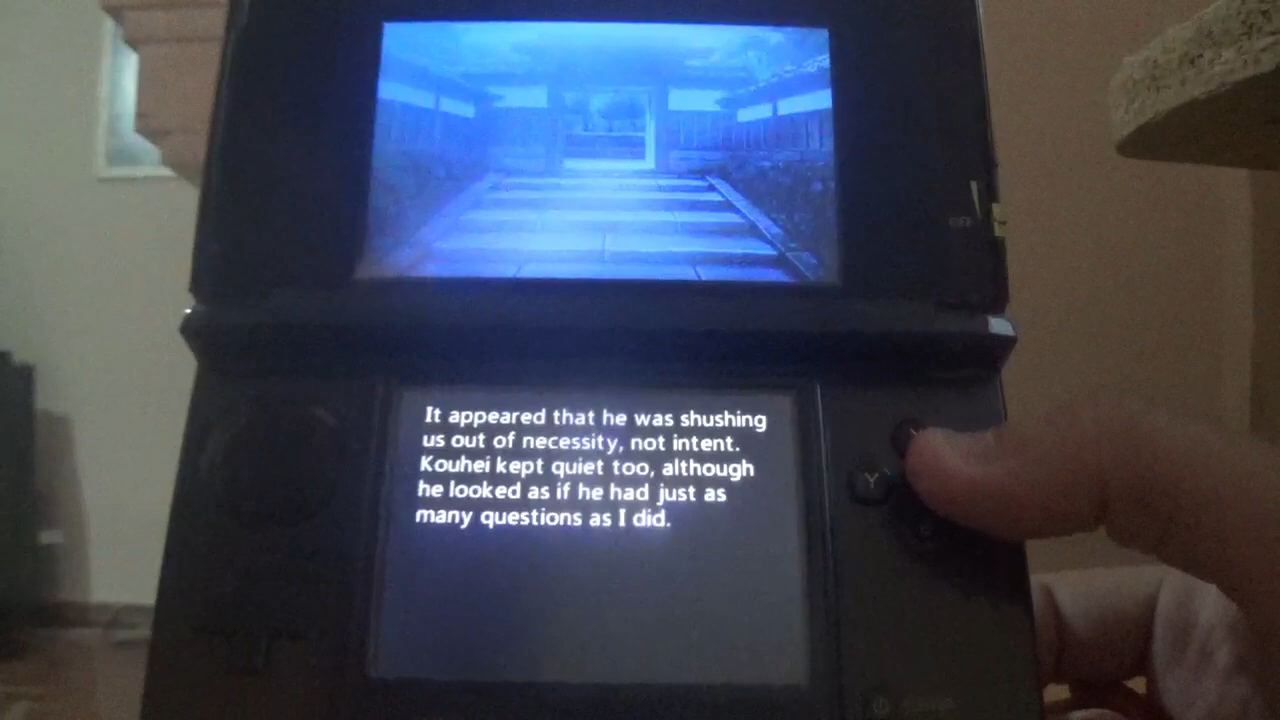 OFF
It appeared that he was shushing
us out of necessity, not intent.
Kouhei kept quiet too, although
he looked as if he had just as
many questions as I did.
Y